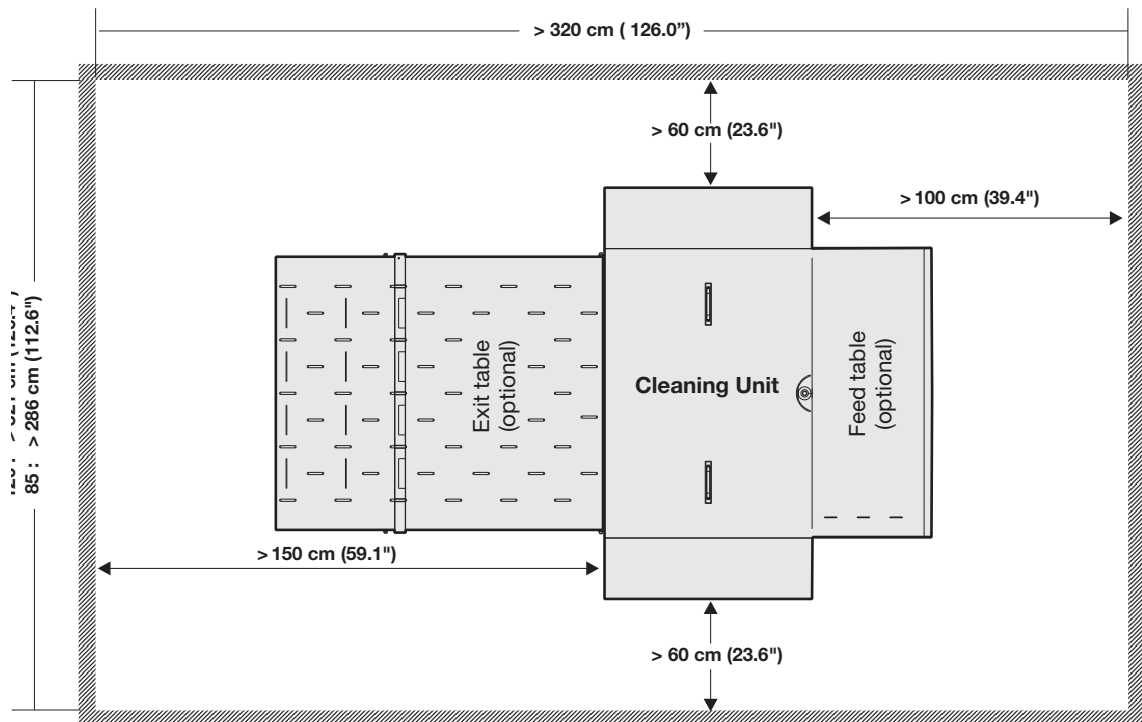 > 320 cm ( 126.0”)
> 60 cm (23.6")
> 100 cm (39.4")
85 : > 286 cm (112.6")
Exit table
(optional)
Cleaning Unit
Feed table
(optional)
> 150 cm (59.1")
> 60 cm (23.6")